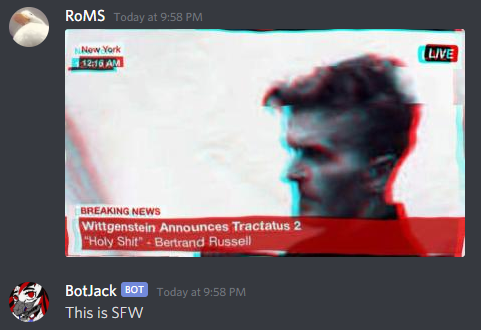 RoMS Today at 9:58 PM
New York
12:16 AM
LIVE
BREAKING NEWS
Wittgenstein Announces Tractatus 2
"Holy Shit" - Bertrand Russell
BotJack BOT Today at 9:58 PM
This is SFW